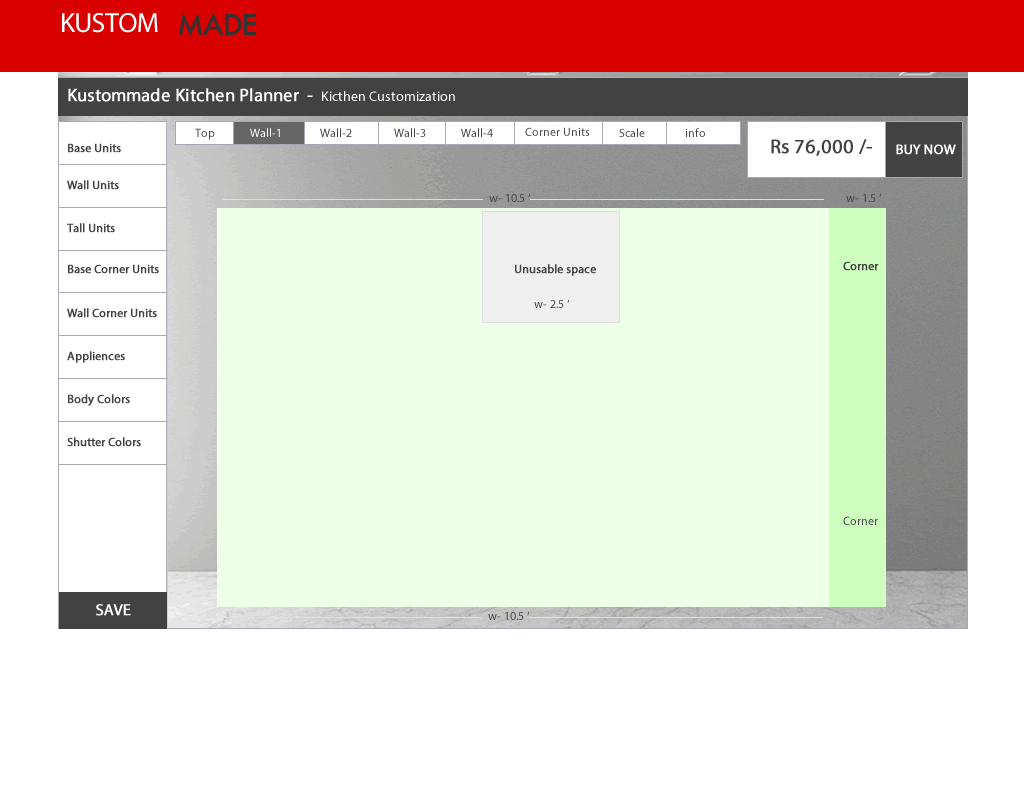 KUSTOM MADE
Kustommade Kitchen Planner - Kicthen Customization
Top Wall-1 Wall-2 Wall-3 Wall-4 Corner Units Scale info
Rs 76,000 /- BUY NOW
Base Units
Wall Units
Tall Units
Base Corner Units
Wall Corner Units
Appliences
Body Colors
Shutter Colors
SAVE
w- 10.5 ’ w- 1.5 ’
Unusable space
w- 2.5 ’
Corner
Corner
w- 10.5 ’